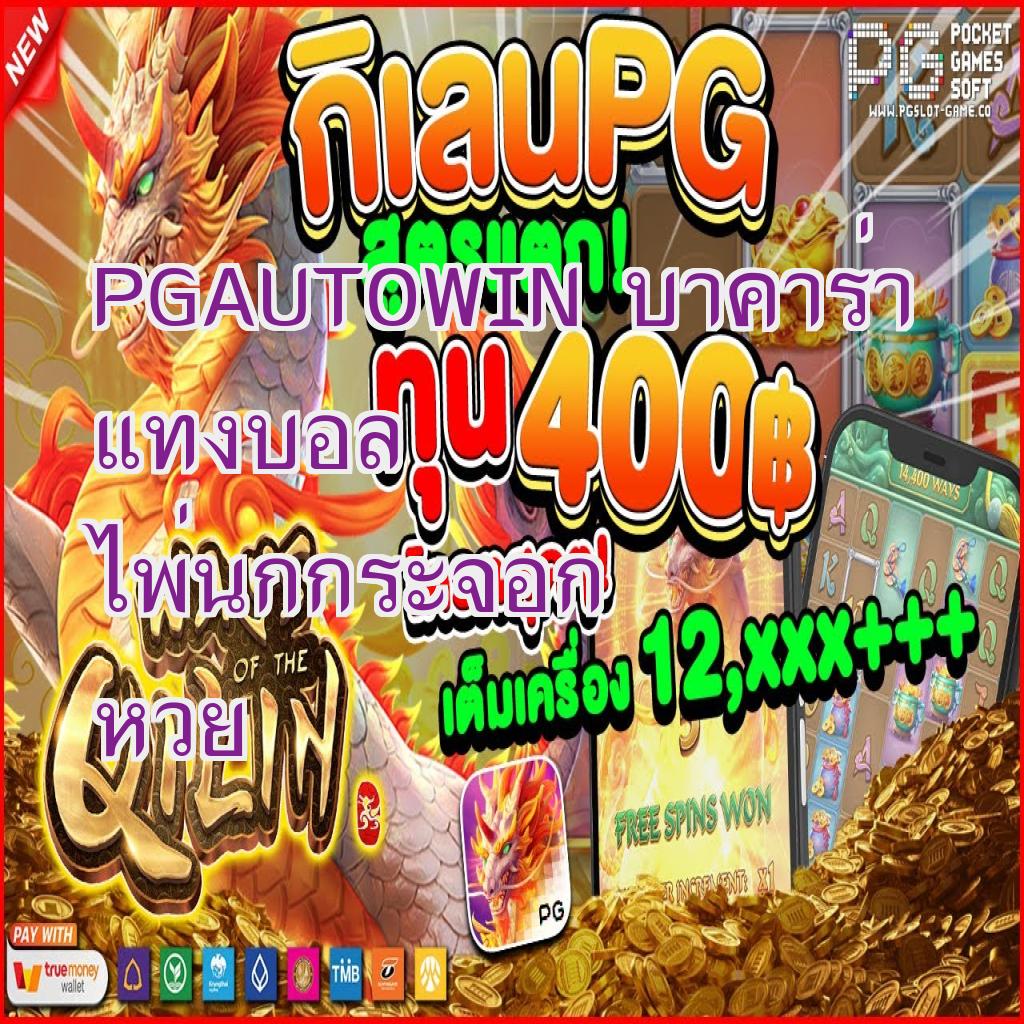 NEW
กิเลนPG
PG POCKET
GAMES
SOFT
WWW.PGSLOT-GAME.CO
สูตรแตก!
PGAUTOWIN บาคาร่า
ทุน 400฿
แทงบอล
14,400 WAYS
ไพ่นกกระจอก
OF THE
QILIN
เต็มเครื่อง 12,xxx+++
หวย
FREE SPINS WON
INCREMENT: X1
PG
PAY WITH
truemoney
wallet
TMB